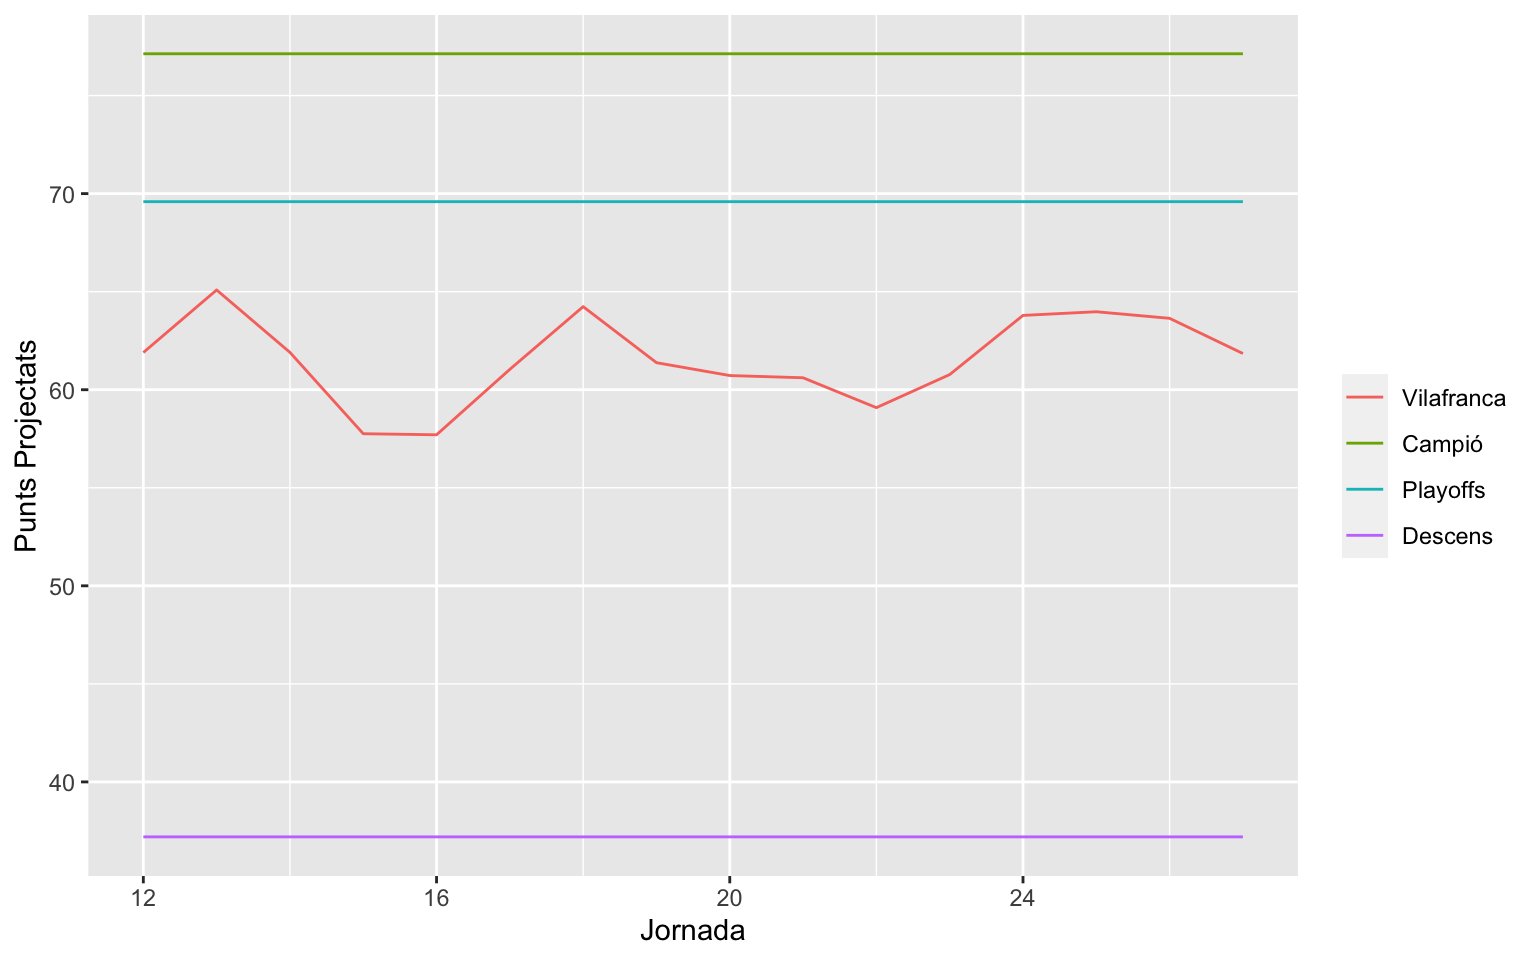 Punts Projectats
70
60
50
40
12 16 20 24
Jornada
Vilafranca
Campió
Playoffs
Descens